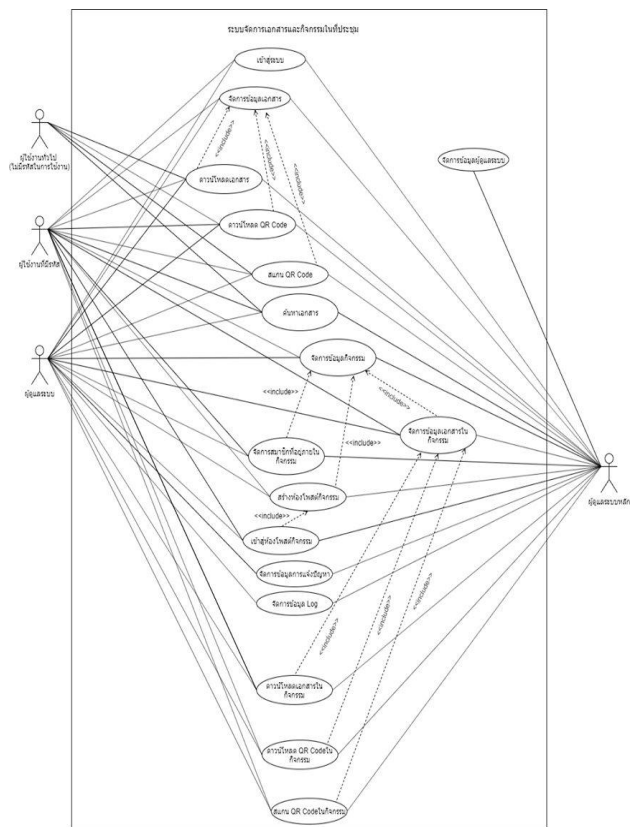 ระบบจัดการเอกสารและกิจกรรมในที่ประชุม
เข้าสู่ระบบ
จัดการข้อมูลเอกสาร
ผู้ใช้งานทั่วไป
(ไม่มีรหัสในการใช้งาน)
<<include>>
<<include>>
<<include>>
จัดการข้อมูลผู้ดูแลระบบ
ดาวน์โหลดเอกสาร
ดาวน์โหลด QR Code
ผู้ใช้งานที่มีรหัส
สแกน QR Code
ค้นหาเอกสาร
จัดการข้อมูลกิจกรรม
ผู้ดูแลระบบ
<<include>>
<<include>>
<<include>>
จัดการข้อมูลเอกสารใน
กิจกรรม
จัดการสมาชิกที่อยู่ภายใน
กิจกรรม
สร้างห้องโพสต์กิจกรรม
ผู้ดูแลระบบหลัก
<<include>>
เข้าสู่ห้องโพสต์กิจกรรม
จัดการข้อมูลการแจ้งปัญหา
จัดการข้อมูล Log
<<include>>
<<include>>
<<include>>
ดาวน์โหลดเอกสารใน
กิจกรรม
ดาวน์โหลด QR Codeใน
กิจกรรม
สแกน QR Codeในกิจกรรม